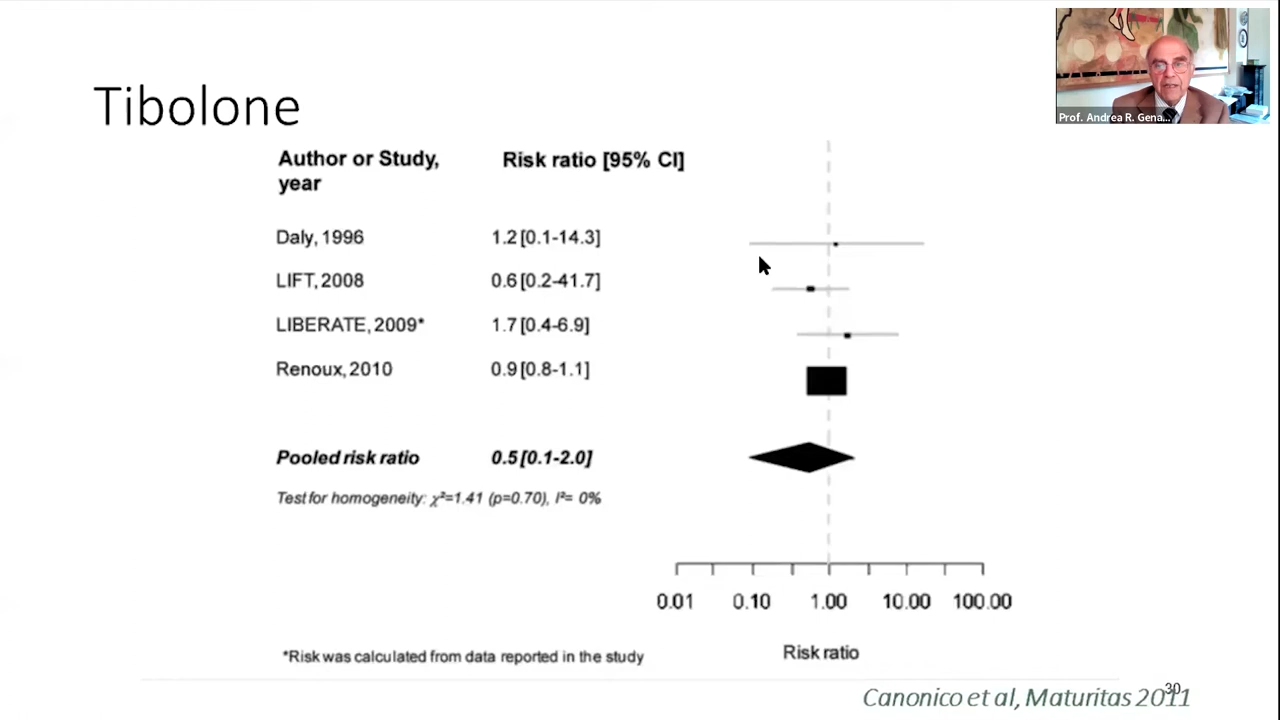 Prof. Andrea R. Gena...
Tibolone
Author or Study, year
Risk ratio [95% CI]
Daly, 1996 1.2 [0.1-14.3]
LIFT, 2008 0.6 [0.2-41.7]
LIBERATE, 2009* 1.7 [0.4-6.9]
Renoux, 2010 0.9 [0.8-1.1]
Pooled risk ratio 0.5 [0.1-2.0]
Test for homogeneity: χ²=1.41 (p=0.70), I²= 0%
0.01 0.10 1.00 10.00 100.00
*Risk was calculated from data reported in the study
Risk ratio
30
Canonico et al, Maturitas 2011